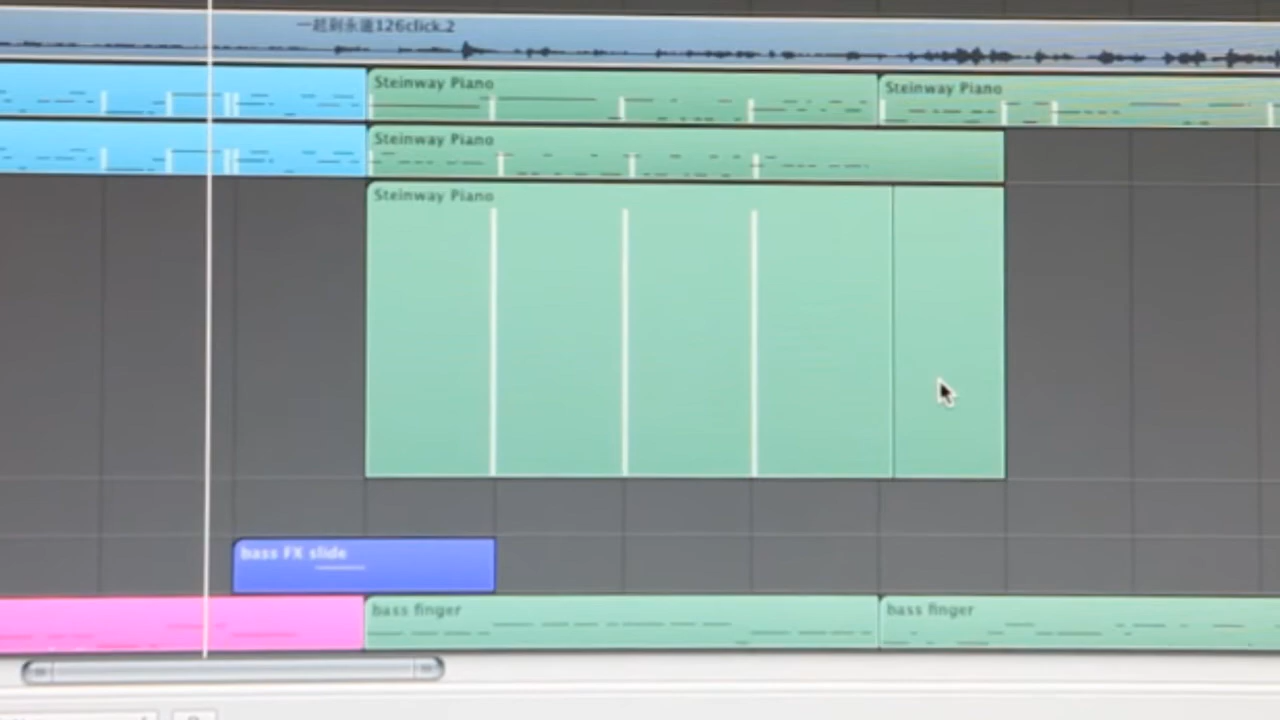 一起到永遠126click.2
Steinway Piano
Steinway Piano
Steinway Piano
Steinway Piano
bass FX slide
bass finger
bass finger